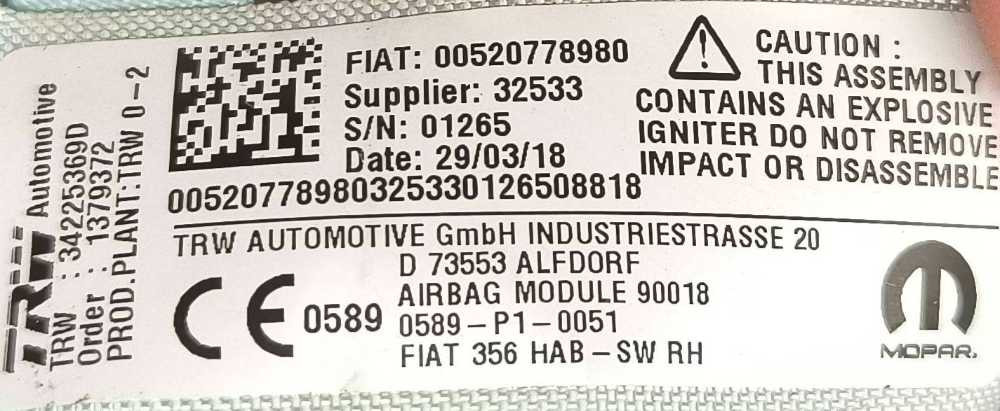 TRW Automotive
TRW : 34225369D
Order : 1379372
PROD.PLANT:TRW 0-2
FIAT: 00520778980
Supplier: 32533
S/N: 01265
Date: 29/03/18
00520778980325330126508818
CAUTION :
THIS ASSEMBLY
CONTAINS AN EXPLOSIVE
IGNITER DO NOT REMOVE
IMPACT OR DISASSEMBLE
TRW AUTOMOTIVE GmbH INDUSTRIESTRASSE 20
D 73553 ALFDORF
AIRBAG MODULE 90018
CE 0589 0589-P1-0051
FIAT 356 HAB-SW RH
MOPAR